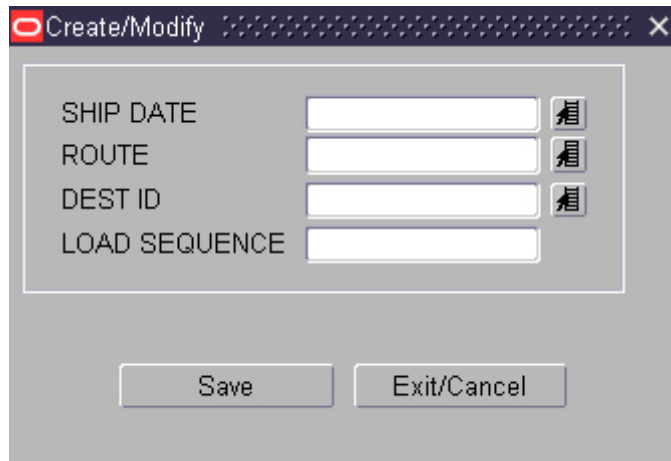 Create/Modify
SHIP DATE
ROUTE
DEST ID
LOAD SEQUENCE
Save Exit/Cancel